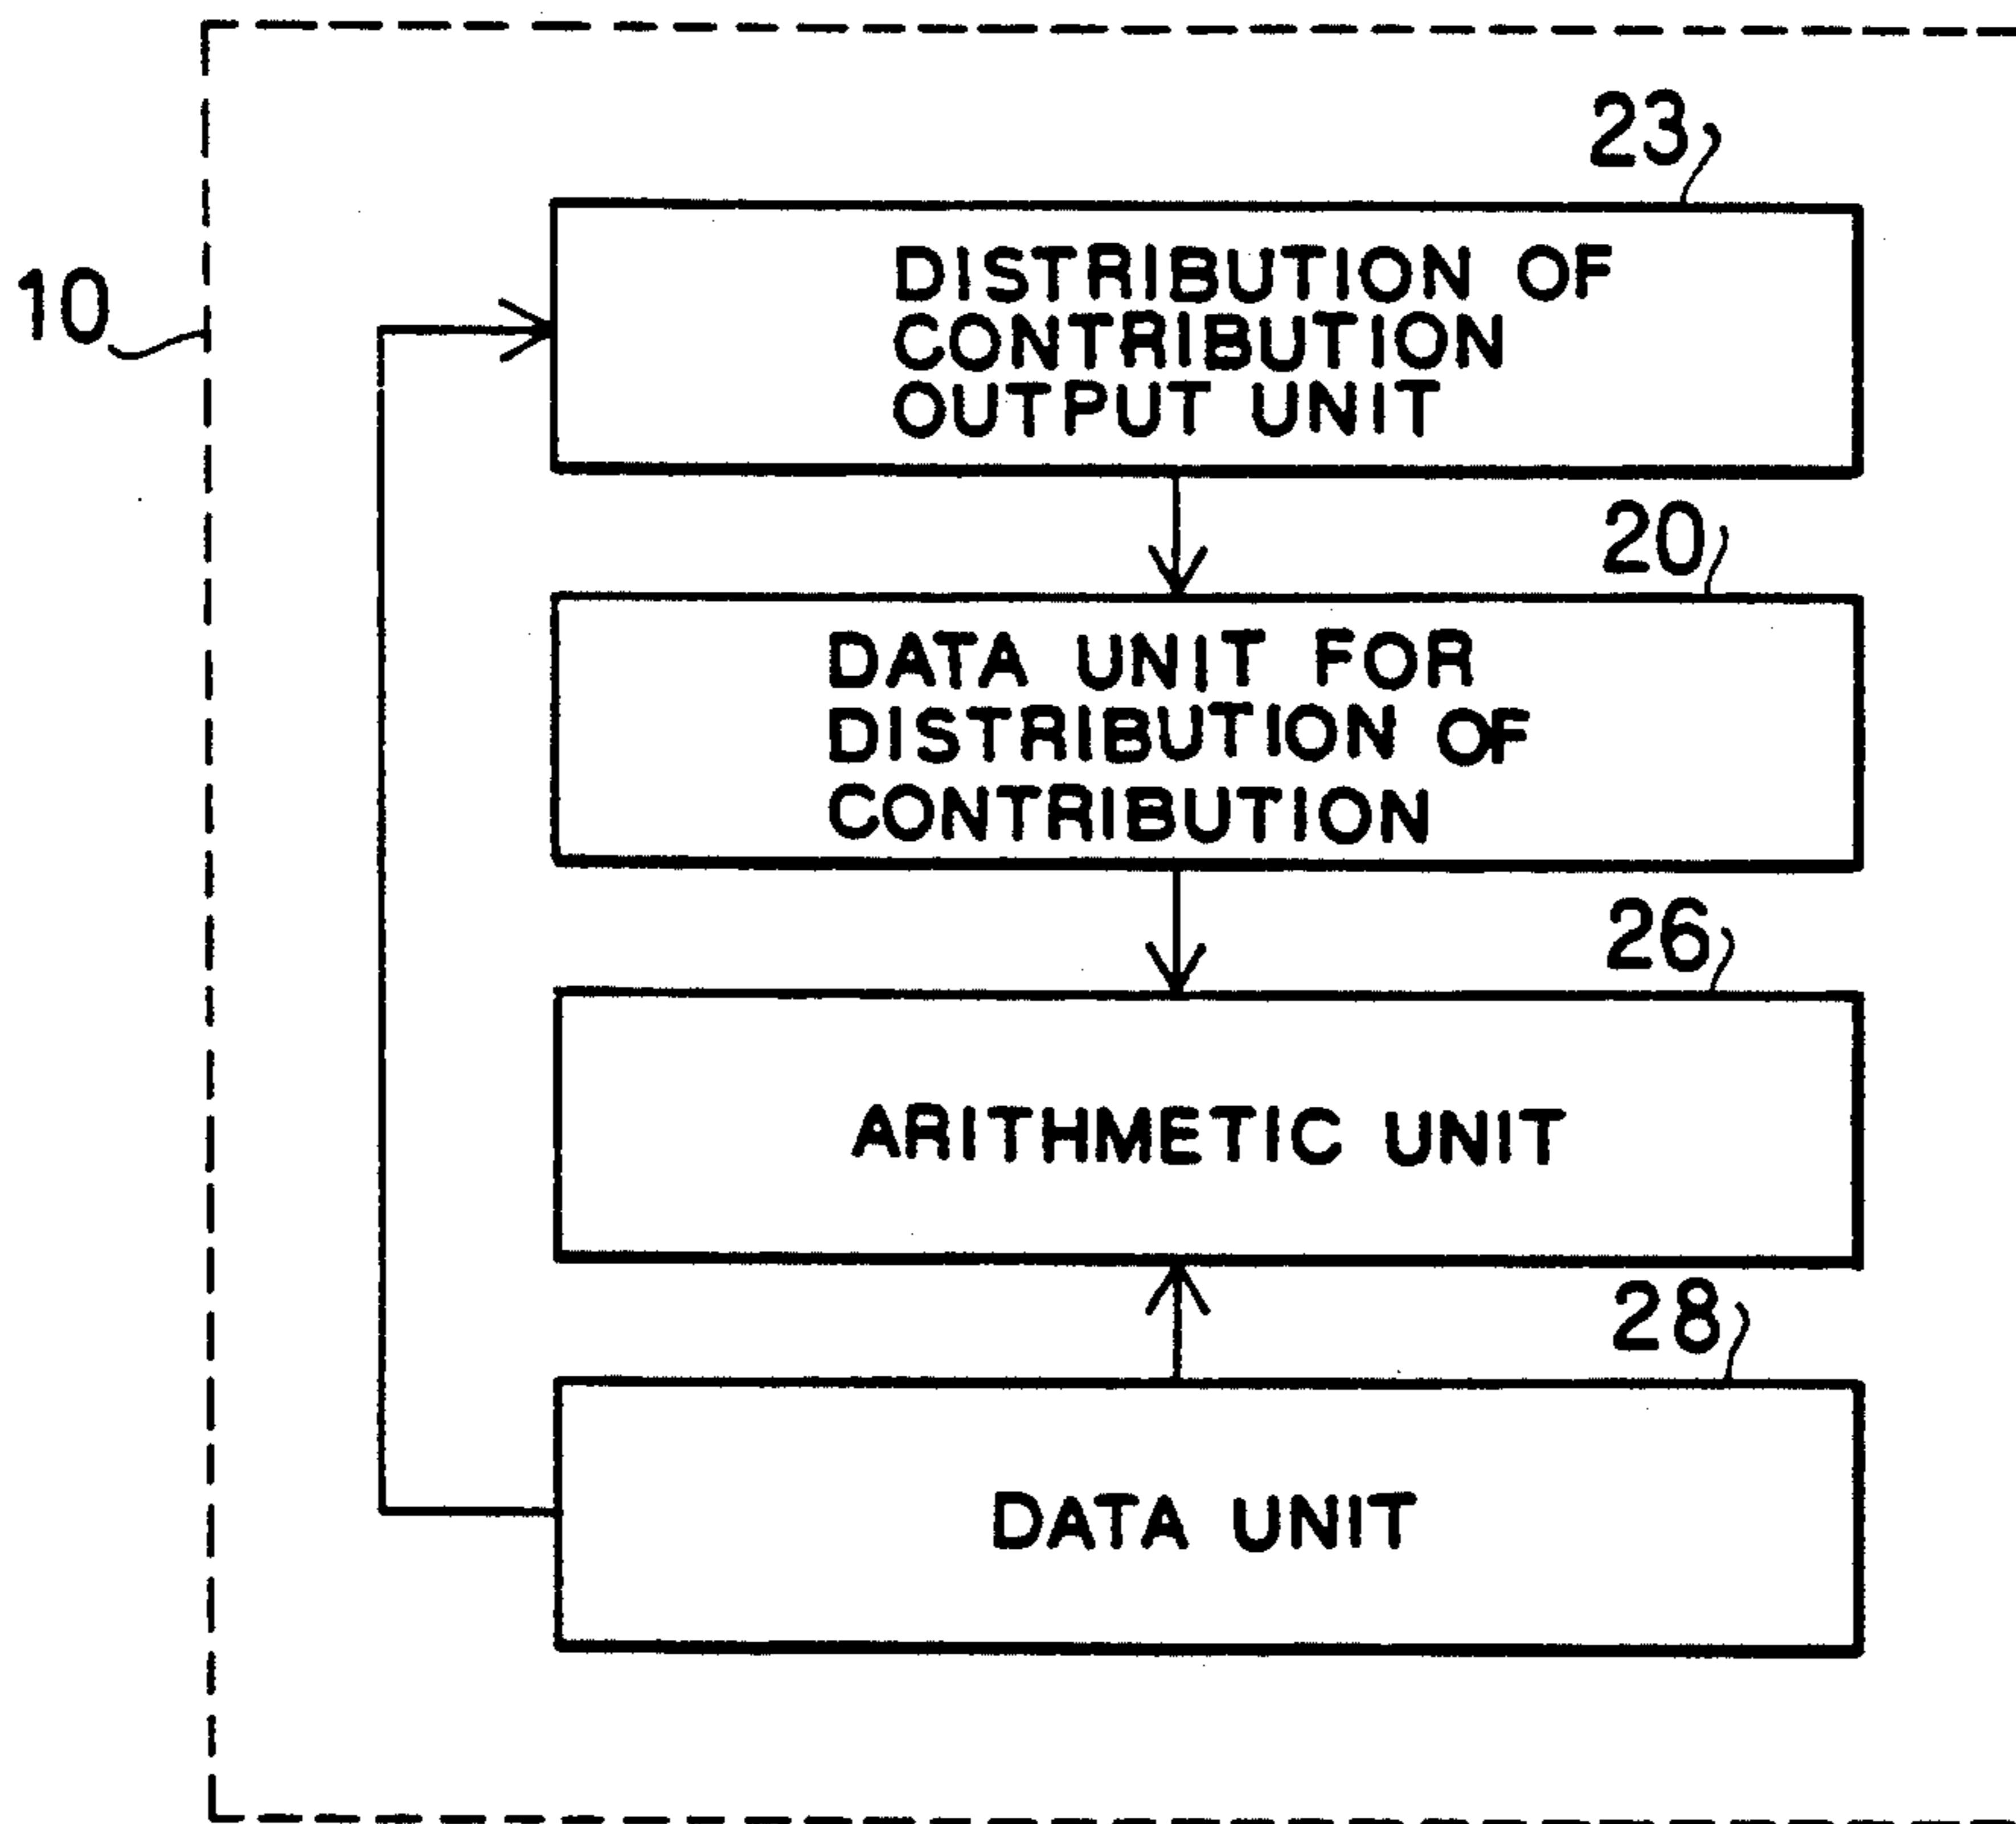 23
10
DISTRIBUTION OF
CONTRIBUTION
OUTPUT UNIT
20
DATA UNIT FOR
DISTRIBUTION OF
CONTRIBUTION
26
ARITHMETIC UNIT
28
DATA UNIT